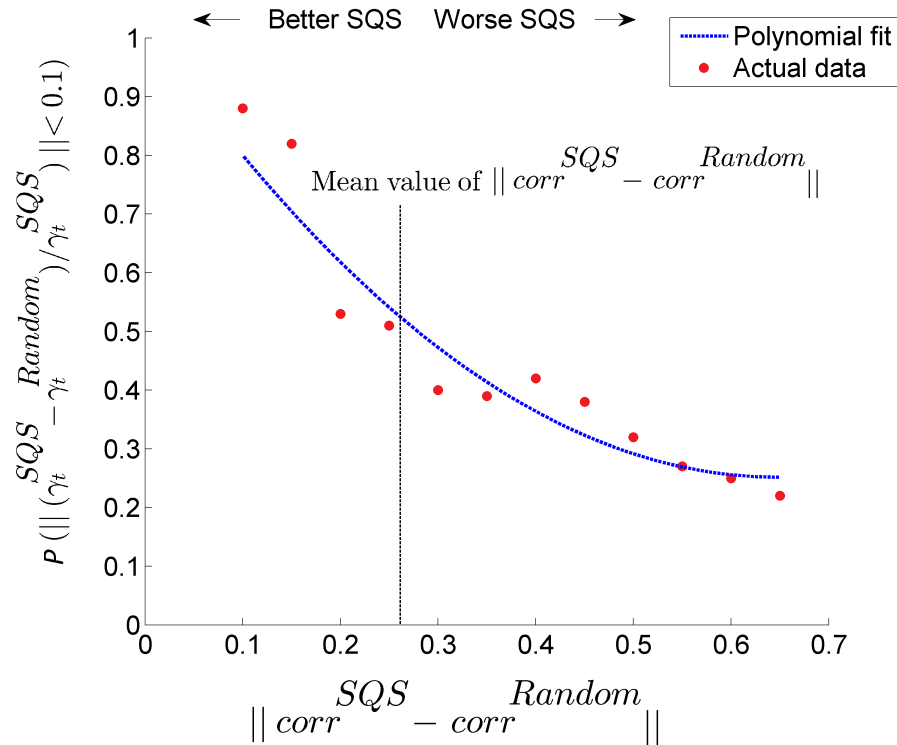 ← Better SQS Worse SQS →
Polynomial fit
Actual data
Mean value of || corr^SQS − corr^Random ||
P (|| (γ_t^SQS − γ_t^Random) / γ_t^SQS) || < 0.1)
1
0.9
0.8
0.7
0.6
0.5
0.4
0.3
0.2
0.1
0
0 0.1 0.2 0.3 0.4 0.5 0.6 0.7
|| corr^SQS − corr^Random ||